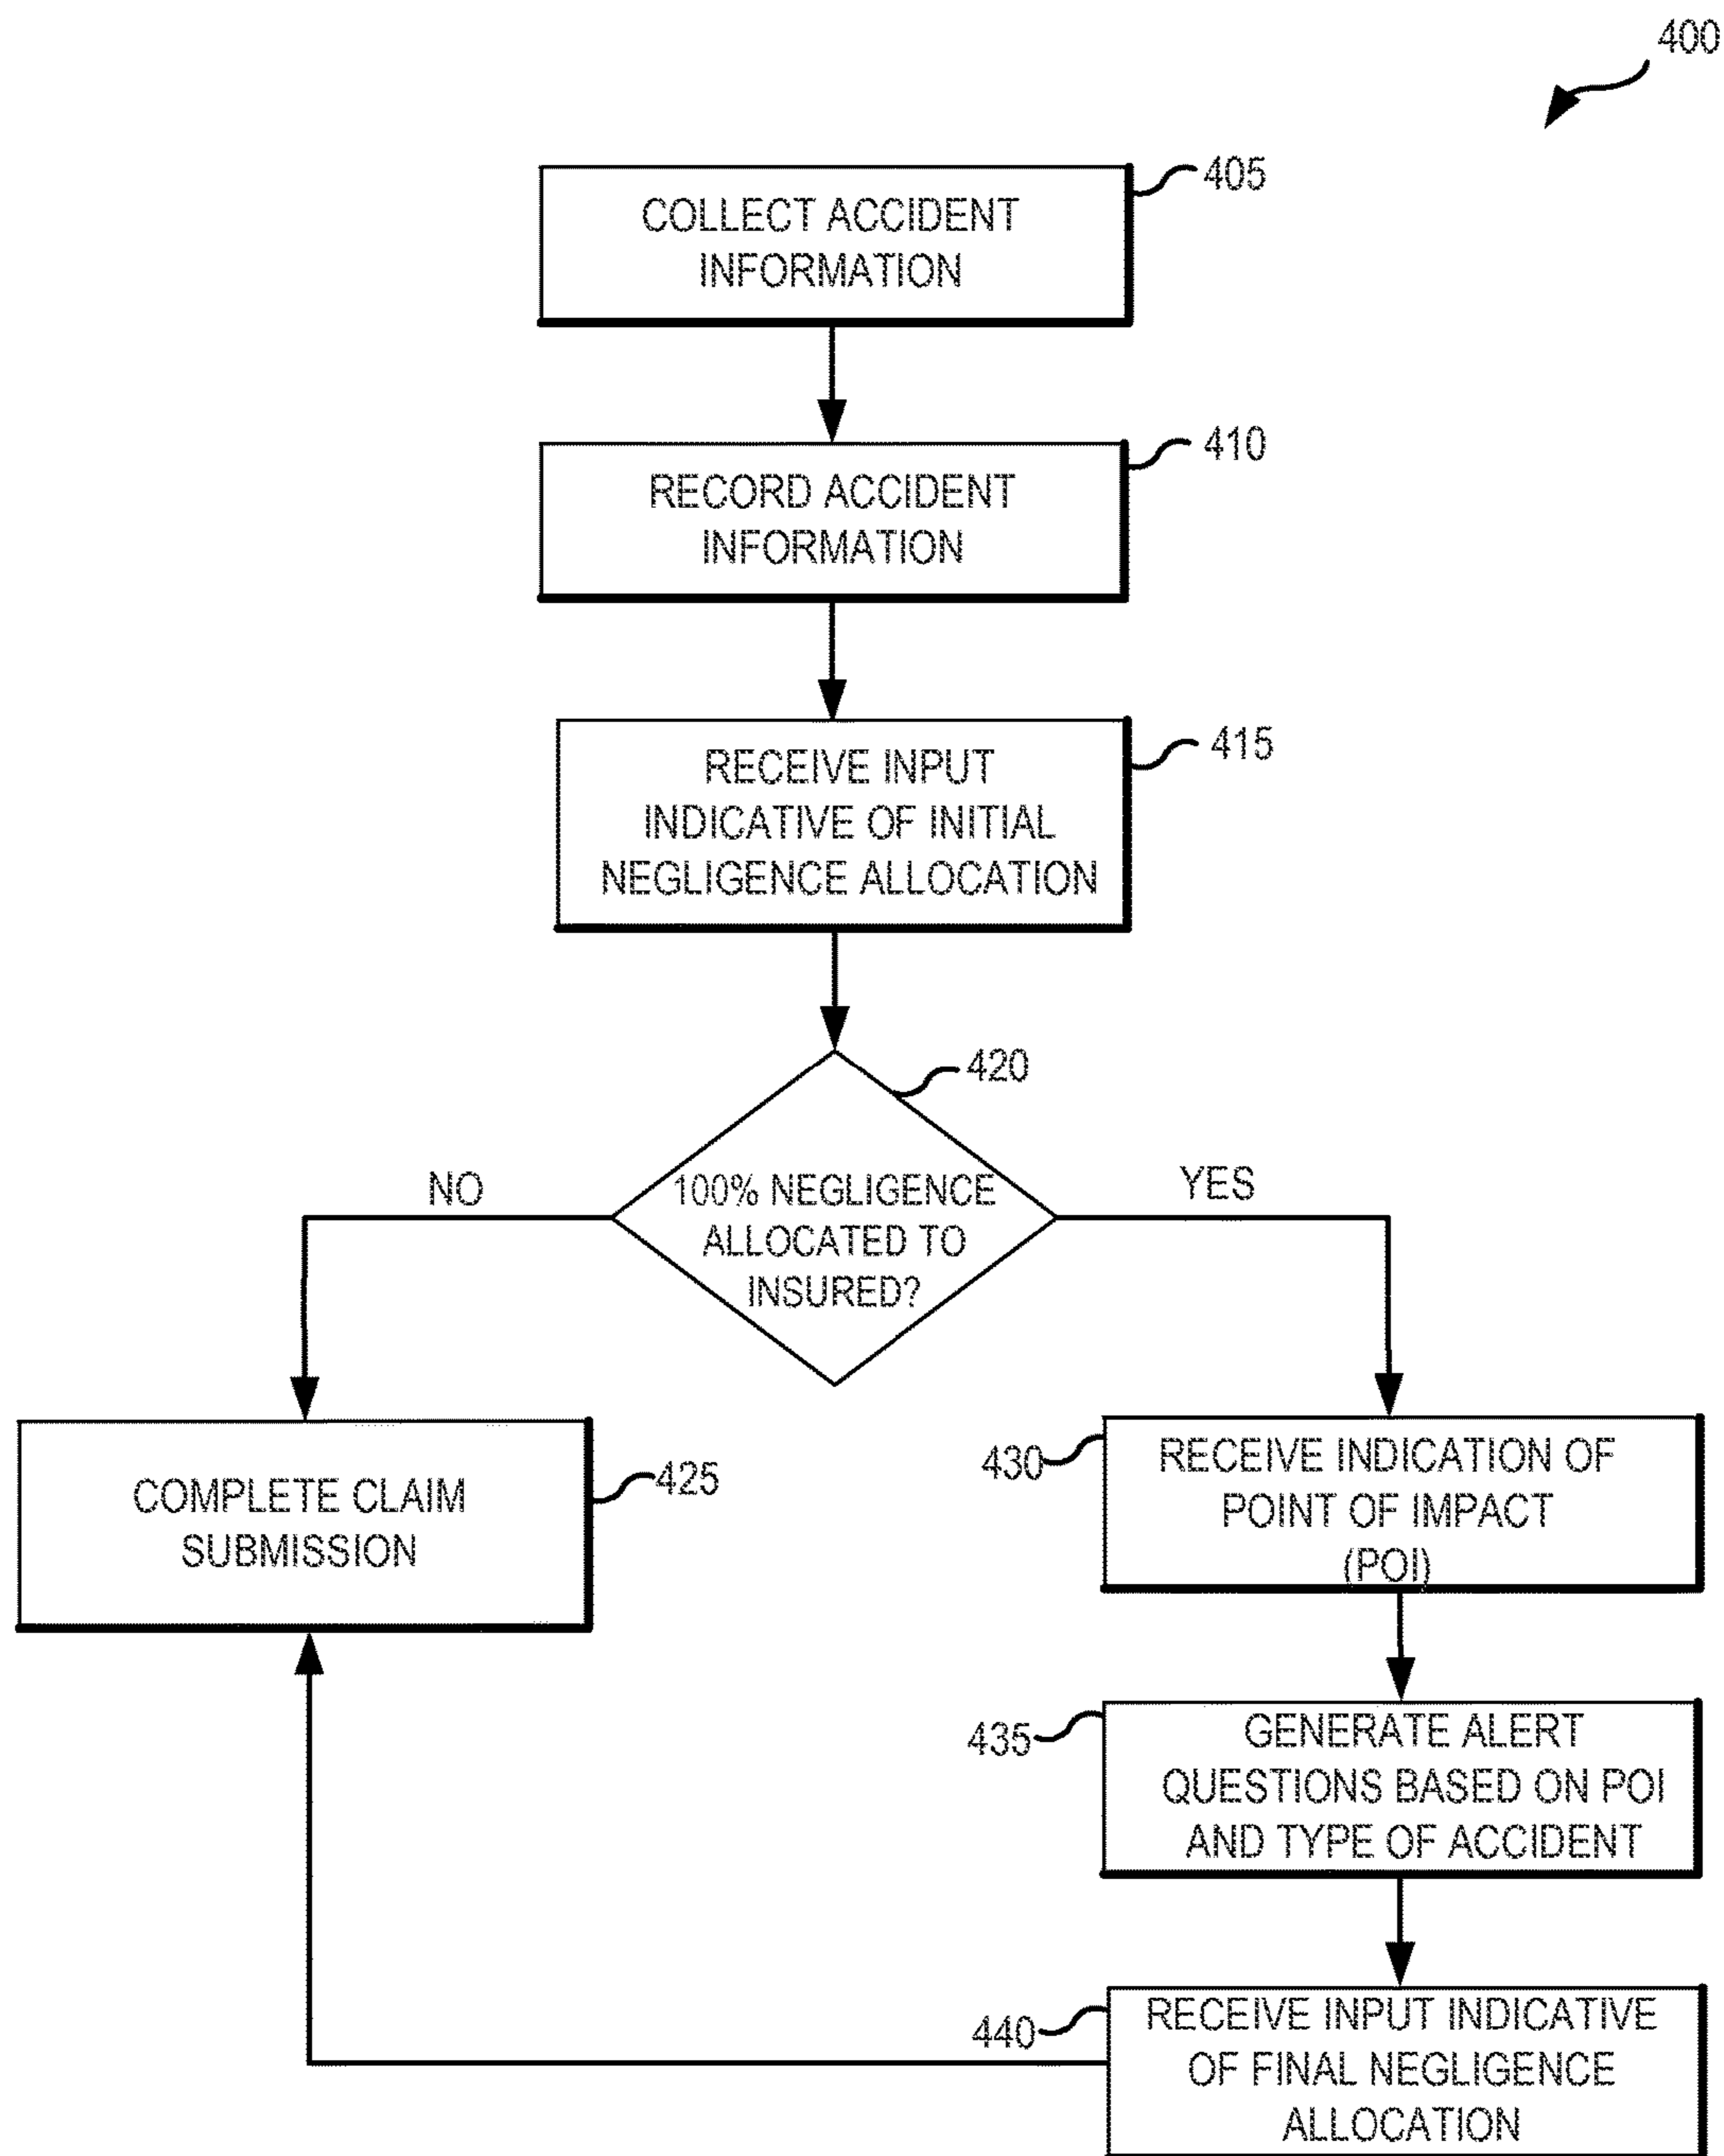 400
405
COLLECT ACCIDENT
INFORMATION
410
RECORD ACCIDENT
INFORMATION
415
RECEIVE INPUT
INDICATIVE OF INITIAL
NEGLIGENCE ALLOCATION
420
100% NEGLIGENCE
ALLOCATED TO
INSURED?
NO
YES
425
COMPLETE CLAIM
SUBMISSION
430
RECEIVE INDICATION OF
POINT OF IMPACT
(POI)
435
GENERATE ALERT
QUESTIONS BASED ON POI
AND TYPE OF ACCIDENT
440
RECEIVE INPUT INDICATIVE
OF FINAL NEGLIGENCE
ALLOCATION